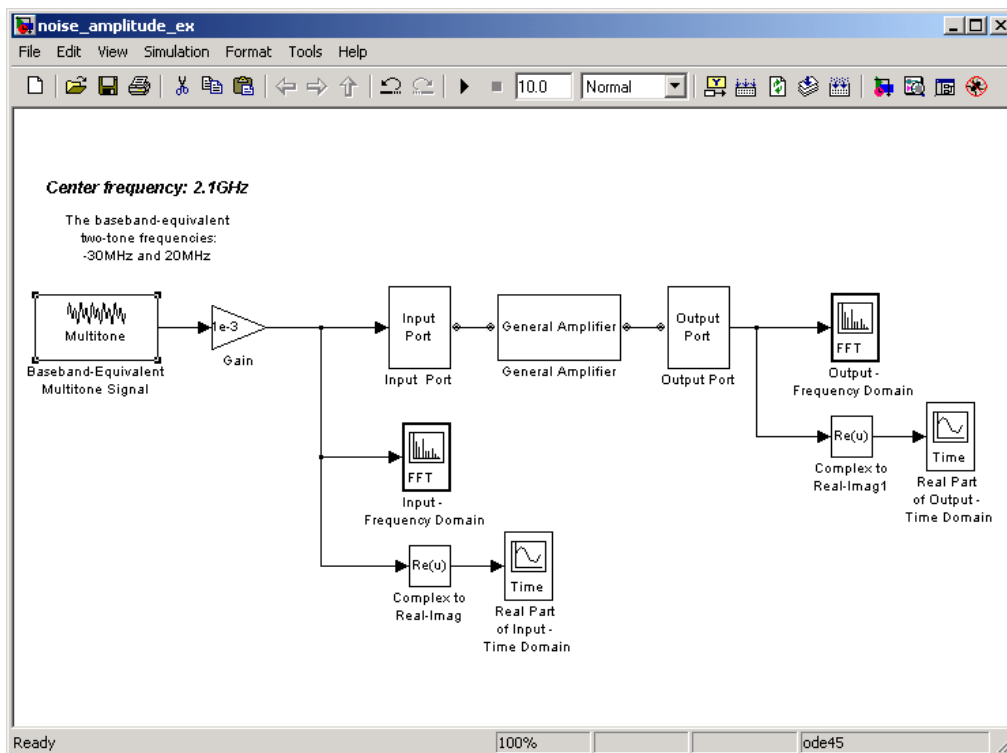 noise_amplitude_ex
File Edit View Simulation Format Tools Help
10.0 Normal
Center frequency: 2.1GHz
The baseband-equivalent
two-tone frequencies:
-30MHz and 20MHz
Multitone
Baseband-Equivalent
Multitone Signal
1e-3
Gain
Input
Port
Input Port
General Amplifier
General Amplifier
Output
Port
Output Port
FFT
Output -
Frequency Domain
Re(u)
Complex to
Real-Imag1
Time
Real Part
of Output -
Time Domain
FFT
Input -
Frequency Domain
Re(u)
Complex to
Real-Imag
Time
Real Part
of Input -
Time Domain
Ready 100% ode45